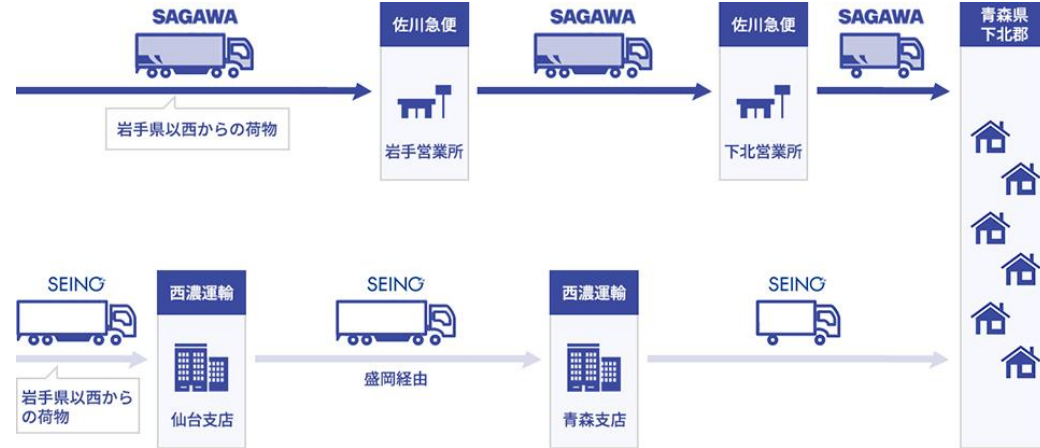 SAGAWA
佐川急便
SAGAWA
佐川急便
SAGAWA
青森県
下北郡
岩手県以西からの荷物
岩手営業所
下北営業所
SEINO
西濃運輸
SEINO
西濃運輸
SEINO
岩手県以西から
の荷物
仙台支店
盛岡経由
青森支店